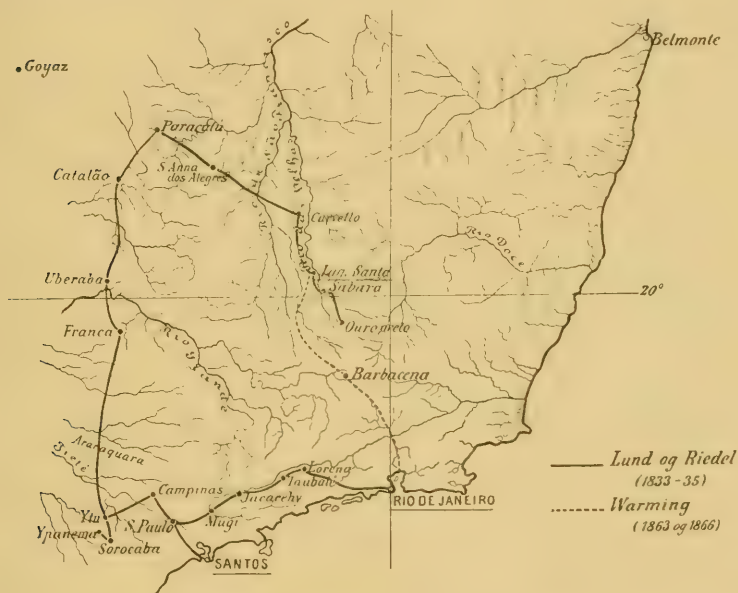 Belmonte
Goyaz
Paracatú
S. Anna
dos Alegres
Catalão
Curvello
Rio Doce
Lag. Santa
Sabará
Uberaba
20°
Ouropreto
Franca
Rio Grande
Barbacena
Araraquara
Tieté
Lorena
Taubaté
Campinas
Jacarehy
RIO DE JANEIRO
Ytu
S. Paulo
Mugi
Ypanema
Sorocaba
SANTOS
Lund og Riedel
(1833-35)
Warming
(1863 og 1866)